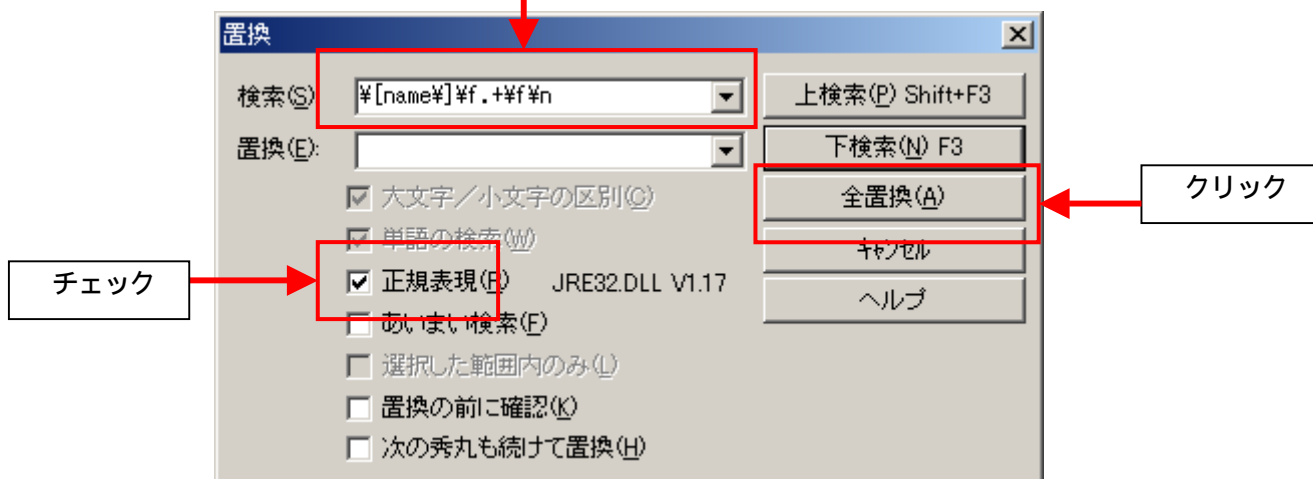 置換
検索(S)
¥[name¥]¥f.+¥f¥n
上検索(P) Shift+F3
置換(E):
下検索(N) F3
大文字／小文字の区別(C)
全置換(A)
クリック
単語の検索(W)
キャンセル
チェック
正規表現(R) JRE32.DLL V1.17
ヘルプ
あいまい検索(F)
選択した範囲内のみ(L)
置換の前に確認(K)
次の秀丸も続けて置換(H)